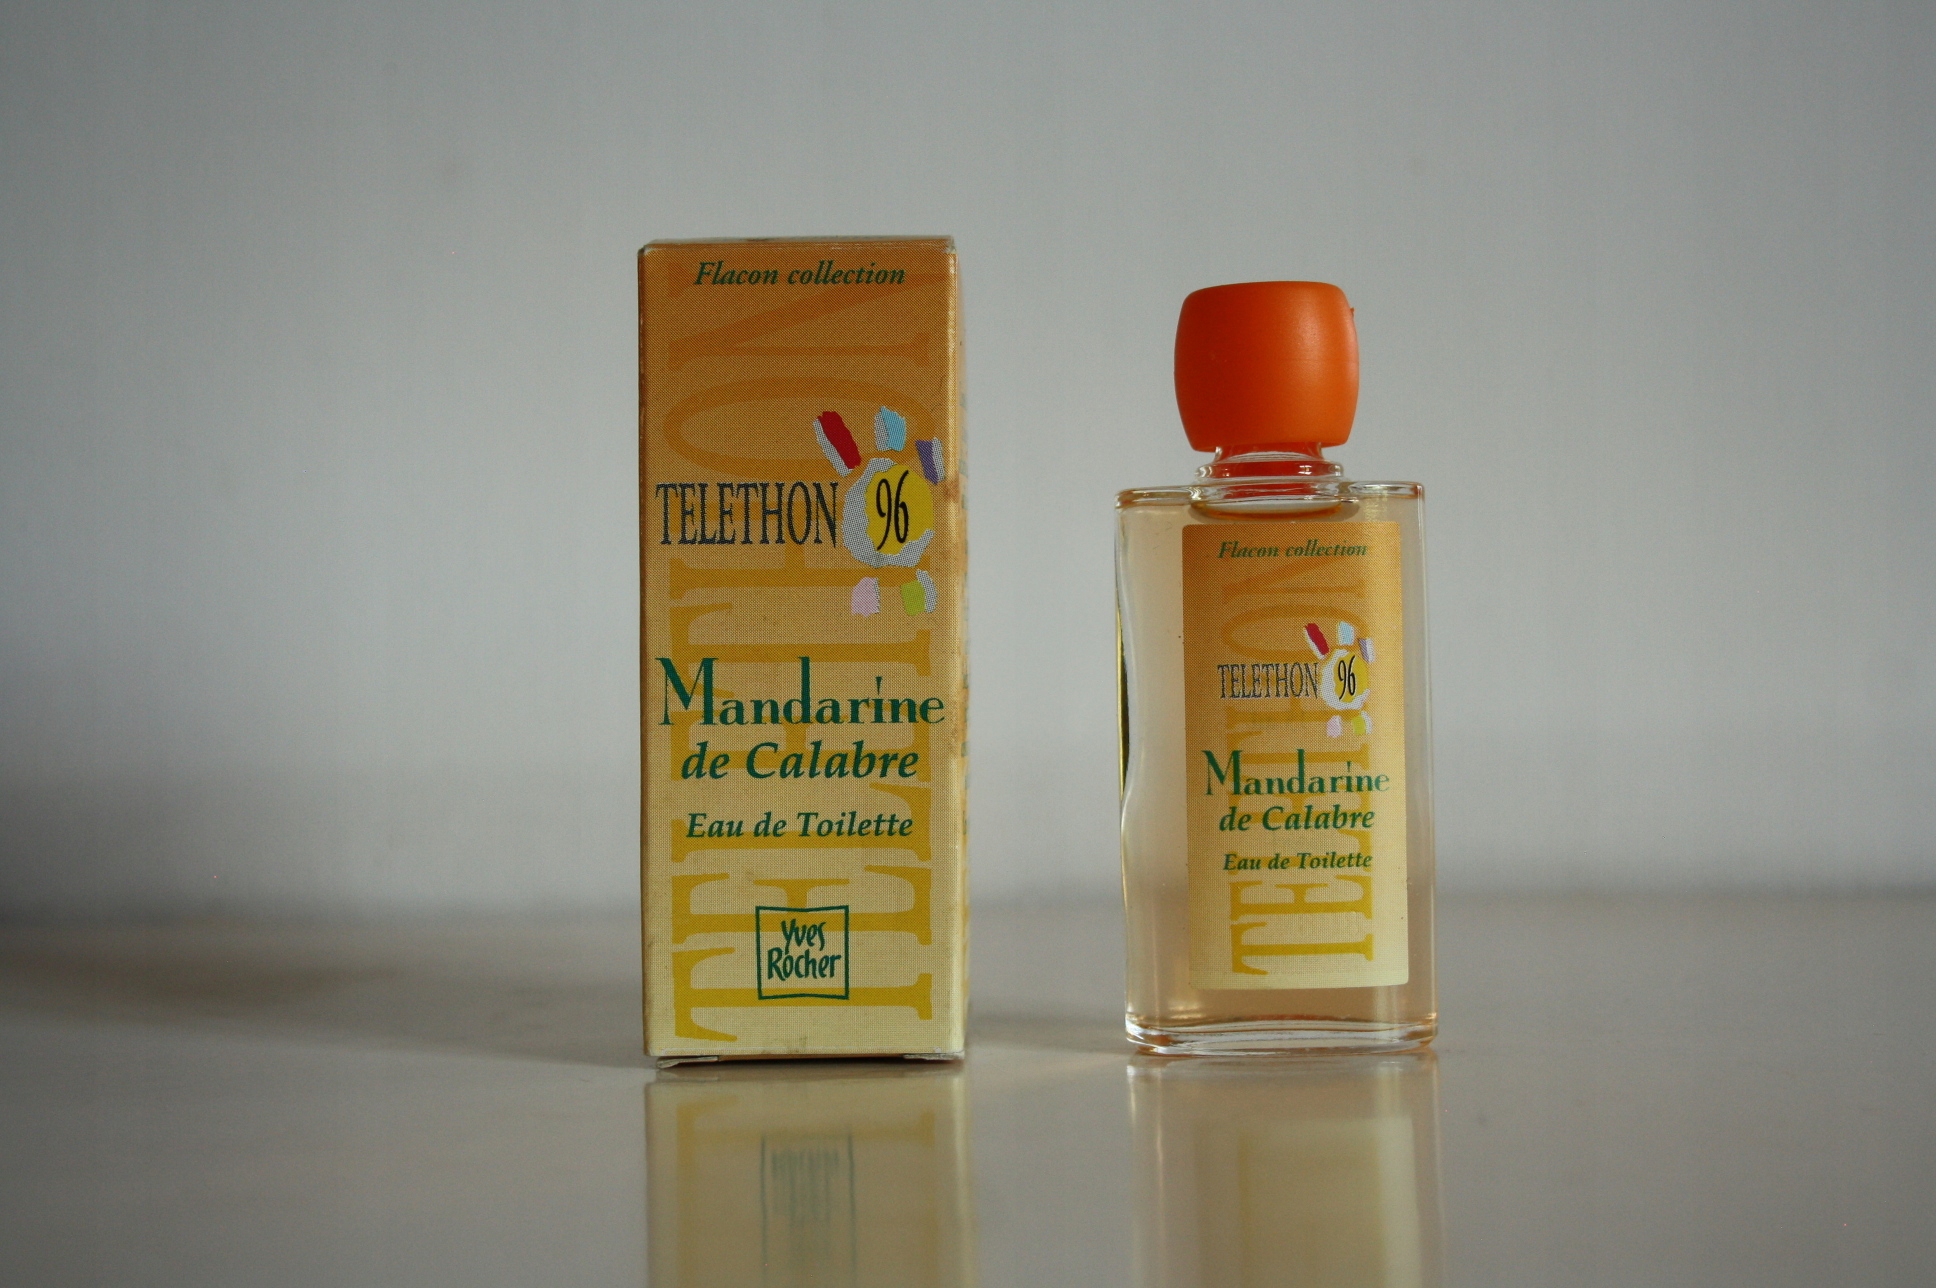 Flacon collection
TELETHON
TELETHON 96
Mandarine
de Calabre
Eau de Toilette
Yves
Rocher
Flacon collection
TELETHON
TELETHON 96
Mandarine
de Calabre
Eau de Toilette